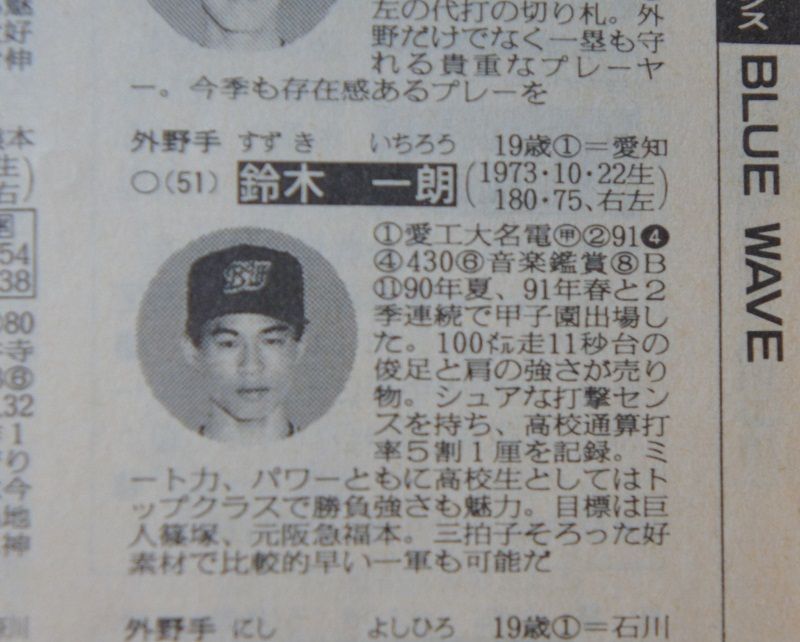 左の代打の切り札。外
野だけでなく一塁も守
れる貴重なプレーヤ
ー。今季も存在感あるプレーを
外野手 すずき いちろう 19歳①＝愛知
○(51) 鈴木 一朗 (1973・10・22生
180・75、右左)
①愛工大名電㊥②91❹
④430⑥音楽鑑賞⑧B
⑪90年夏、91年春と2
季連続で甲子園出場し
た。100㍍走11秒台の
俊足と肩の強さが売り
物。シュアな打撃セン
スを持ち、高校通算打
率5割1厘を記録。ミ
ート力、パワーともに高校生としてはト
ップクラスで勝負強さも魅力。目標は巨
人篠塚、元阪急福本。三拍子そろった好
素材で比較的早い一軍も可能だ
外野手 にし よしひろ 19歳①＝石川
BLUE WAVE